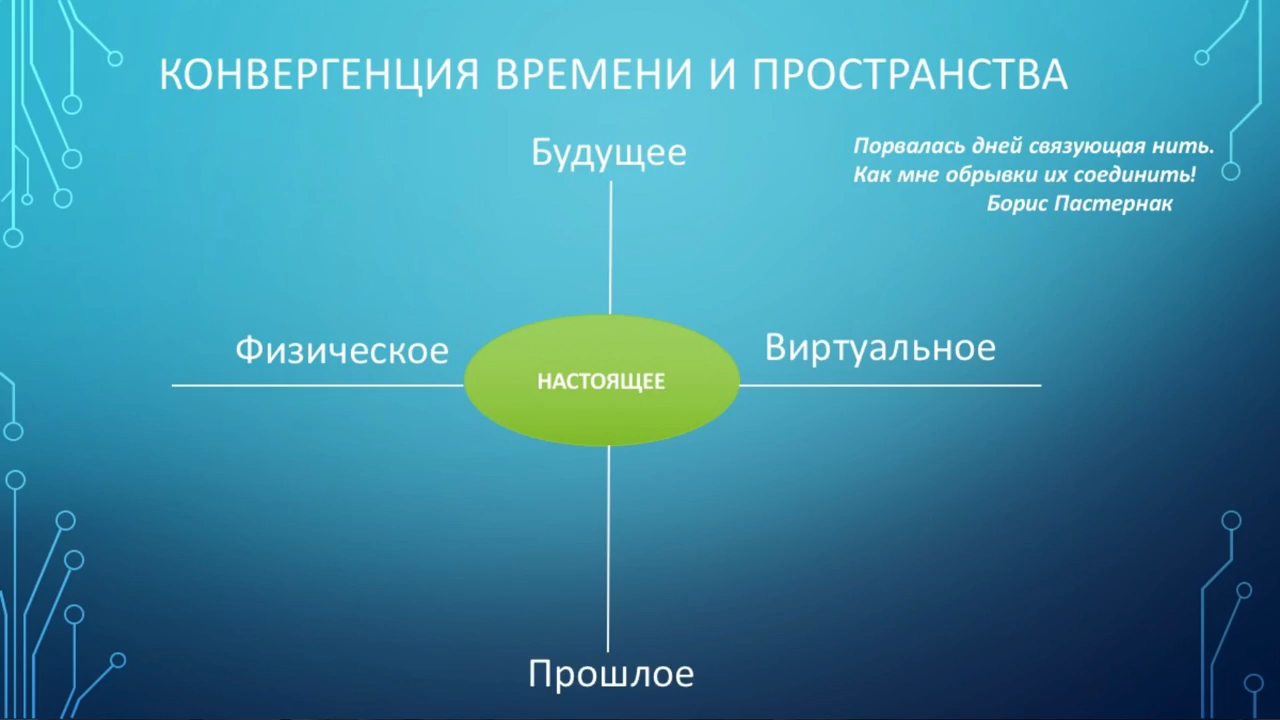 КОНВЕРГЕНЦИЯ ВРЕМЕНИ И ПРОСТРАНСТВА
Будущее
Порвалась дней связующая нить.
Как мне обрывки их соединить!
Борис Пастернак
Физическое
НАСТОЯЩЕЕ
Виртуальное
Прошлое